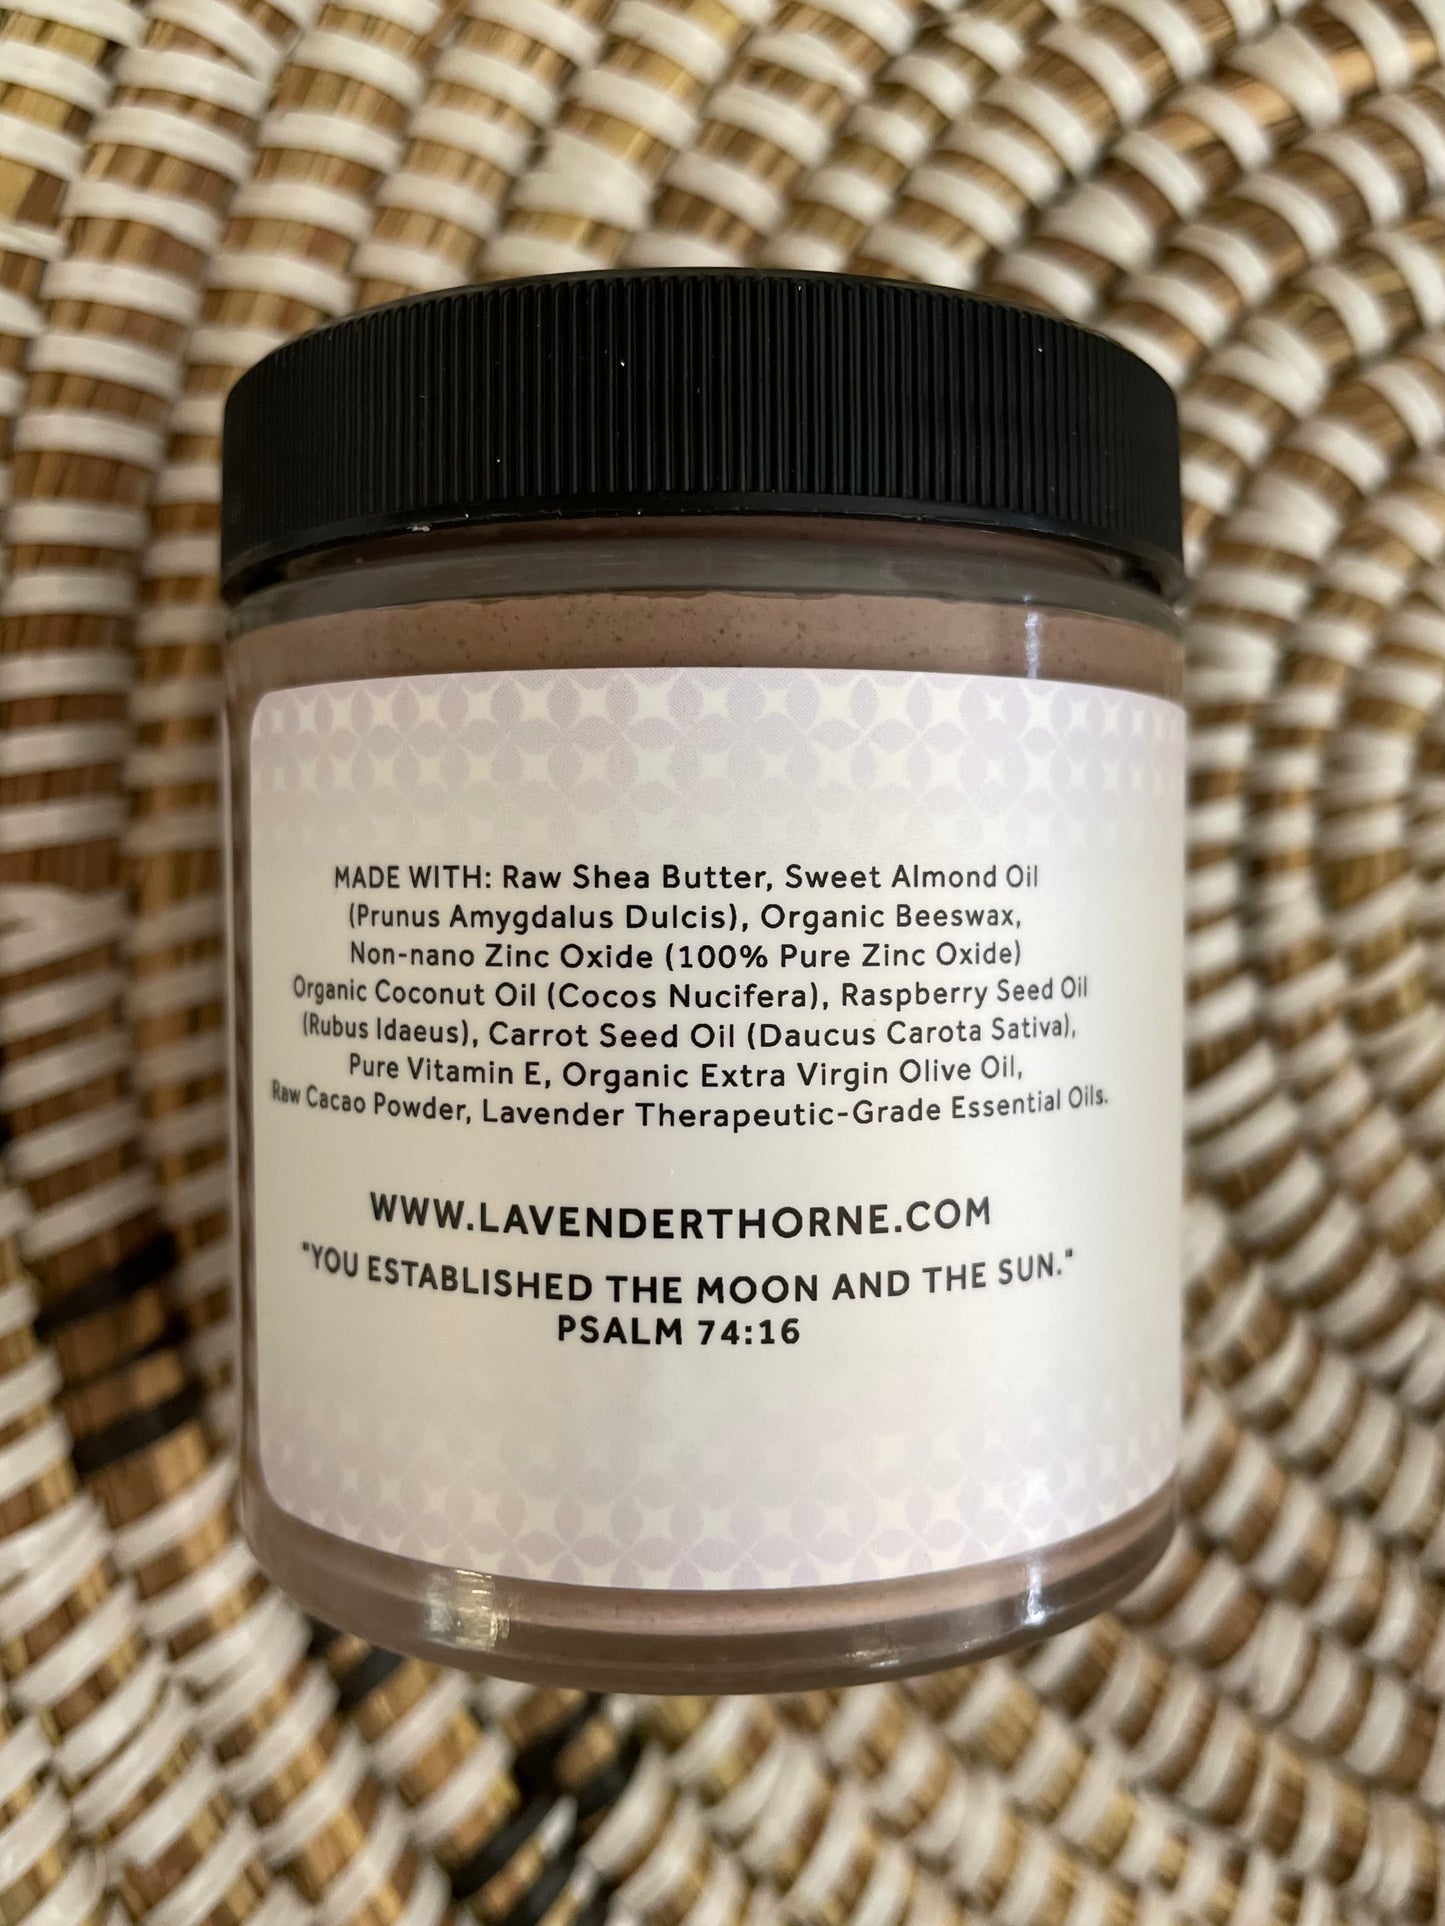 MADE WITH: Raw Shea Butter, Sweet Almond Oil
(Prunus Amygdalus Dulcis), Organic Beeswax,
Non-nano Zinc Oxide (100% Pure Zinc Oxide)
Organic Coconut Oil (Cocos Nucifera), Raspberry Seed Oil
(Rubus Idaeus), Carrot Seed Oil (Daucus Carota Sativa),
Pure Vitamin E, Organic Extra Virgin Olive Oil,
Raw Cacao Powder, Lavender Therapeutic-Grade Essential Oils.
WWW.LAVENDERTHORNE.COM
"YOU ESTABLISHED THE MOON AND THE SUN."
PSALM 74:16